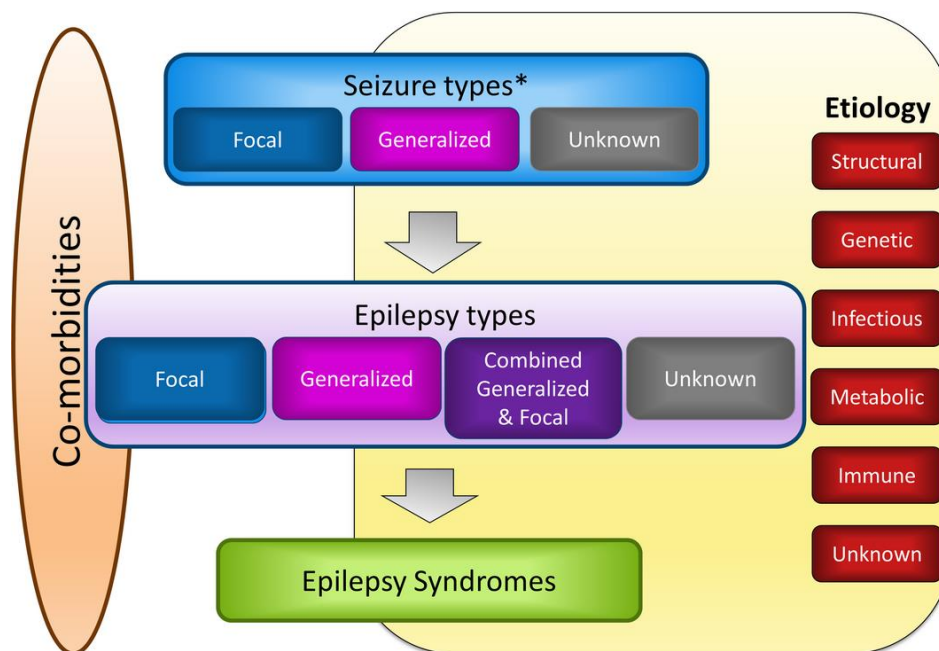 Co-morbidities
Seizure types*
Focal
Generalized
Unknown
Epilepsy types
Focal
Generalized
Combined
Generalized
& Focal
Unknown
Epilepsy Syndromes
Etiology
Structural
Genetic
Infectious
Metabolic
Immune
Unknown